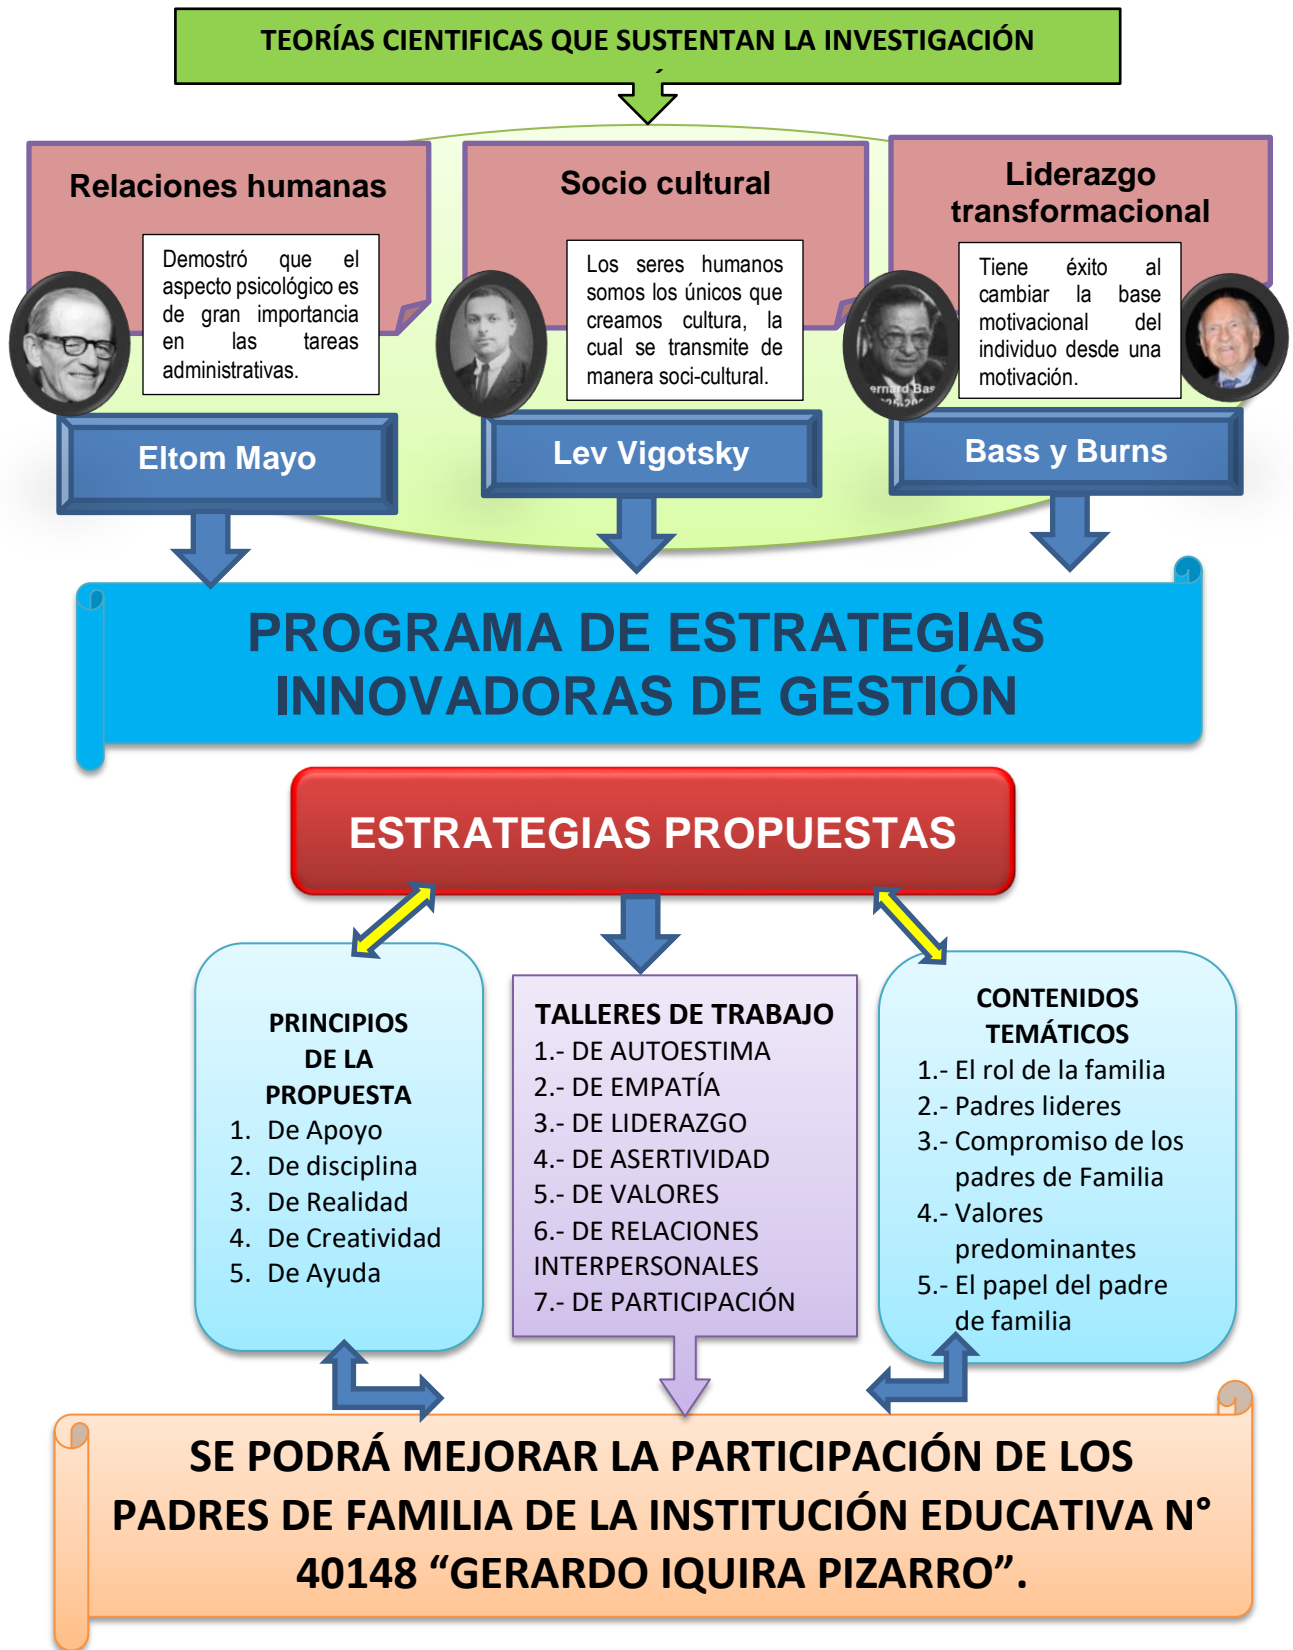 TEORÍAS CIENTIFICAS QUE SUSTENTAN LA INVESTIGACIÓN
Relaciones humanas
Demostró que el
aspecto psicológico es
de gran importancia
en las tareas
administrativas.
Eltom Mayo
Socio cultural
Los seres humanos
somos los únicos que
creamos cultura, la
cual se transmite de
manera soci-cultural.
Lev Vigotsky
Liderazgo
transformacional
Tiene éxito al
cambiar la base
motivacional del
individuo desde una
motivación.
Bass y Burns
PROGRAMA DE ESTRATEGIAS
INNOVADORAS DE GESTIÓN
ESTRATEGIAS PROPUESTAS
PRINCIPIOS
DE LA
PROPUESTA
1. De Apoyo
2. De disciplina
3. De Realidad
4. De Creatividad
5. De Ayuda
TALLERES DE TRABAJO
1.- DE AUTOESTIMA
2.- DE EMPATÍA
3.- DE LIDERAZGO
4.- DE ASERTIVIDAD
5.- DE VALORES
6.- DE RELACIONES
INTERPERSONALES
7.- DE PARTICIPACIÓN
CONTENIDOS
TEMÁTICOS
1.- El rol de la familia
2.- Padres lideres
3.- Compromiso de los
padres de Familia
4.- Valores
predominantes
5.- El papel del padre
de familia
SE PODRÁ MEJORAR LA PARTICIPACIÓN DE LOS
PADRES DE FAMILIA DE LA INSTITUCIÓN EDUCATIVA N°
40148 “GERARDO IQUIRA PIZARRO”.